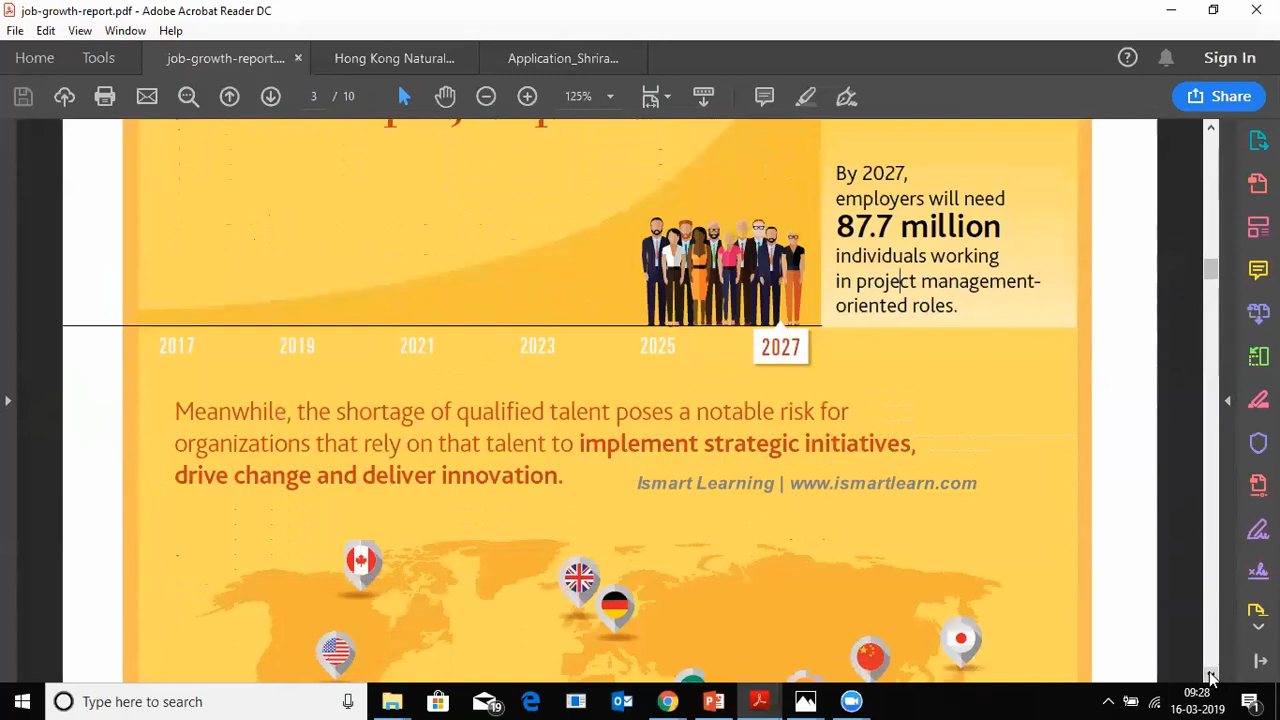 job-growth-report.pdf - Adobe Acrobat Reader DC
File Edit View Window Help
Home Tools job-growth-report.... × Hong Kong Natural... Application_Shrira... Sign In
3 / 10 125% Share
By 2027,
employers will need
87.7 million
individuals working
in project management-
oriented roles.
2017 2019 2021 2023 2025 2027
Meanwhile, the shortage of qualified talent poses a notable risk for
organizations that rely on that talent to implement strategic initiatives,
drive change and deliver innovation.
Ismart Learning | www.ismartlearn.com
Type here to search
19
09:28
16-03-2019
1